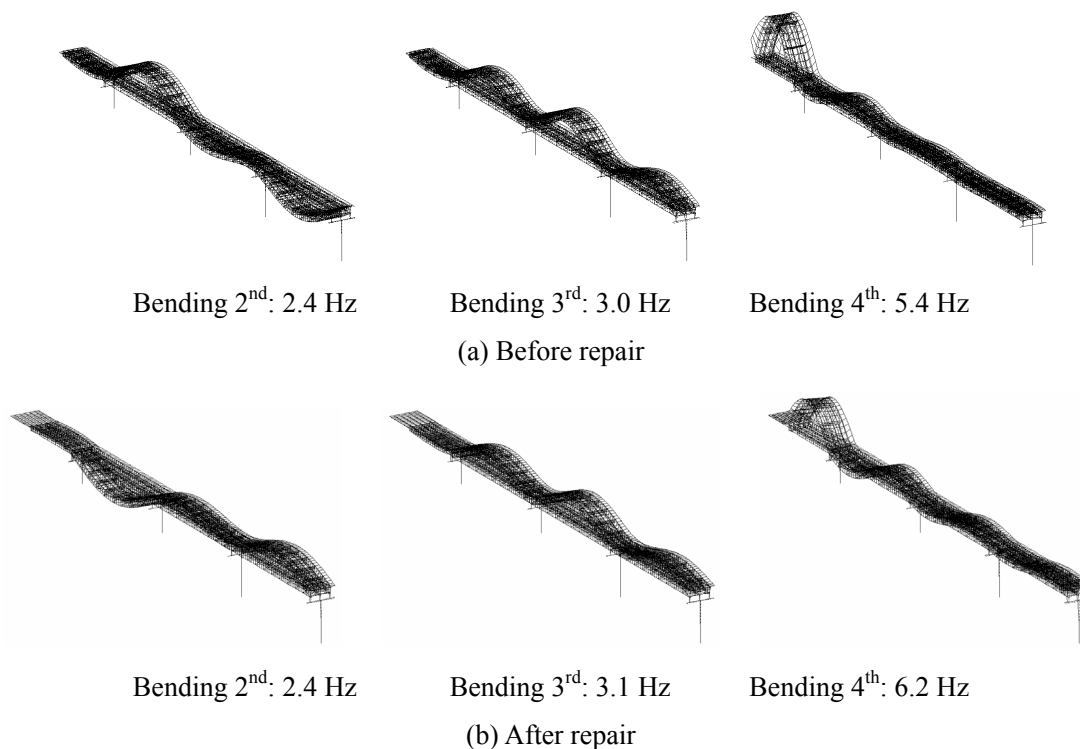 Bending 2nd: 2.4 Hz Bending 3rd: 3.0 Hz Bending 4th: 5.4 Hz
(a) Before repair
Bending 2nd: 2.4 Hz Bending 3rd: 3.1 Hz Bending 4th: 6.2 Hz
(b) After repair